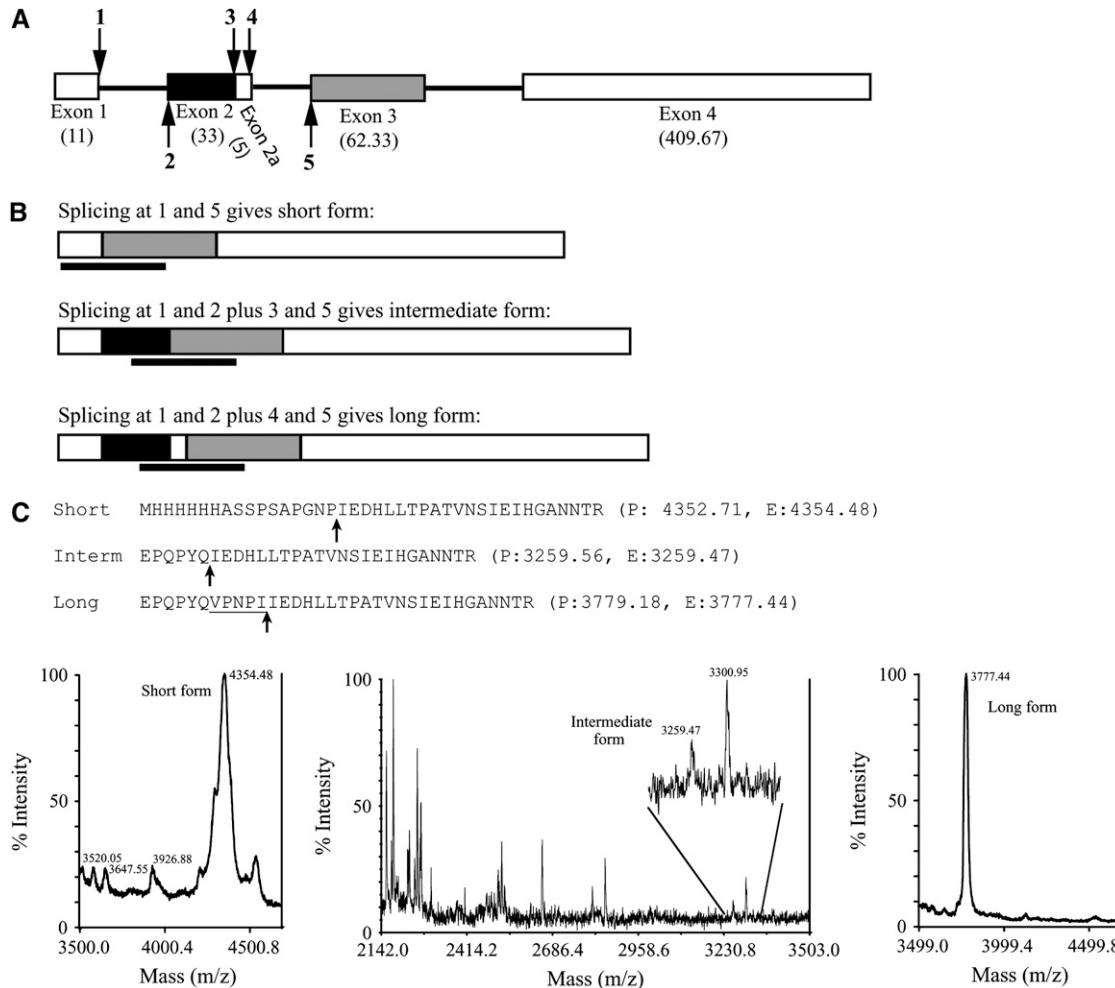 A
1
3
4
Exon 1
(11)
Exon 2
(33)
Exon 2a
(5)
Exon 3
(62.33)
Exon 4
(409.67)
2
5
B
Splicing at 1 and 5 gives short form:
Splicing at 1 and 2 plus 3 and 5 gives intermediate form:
Splicing at 1 and 2 plus 4 and 5 gives long form:
C
Short MHHHHHHASSPSAPGNPIEDHLLTPATVNSIEIHGANNTR (P: 4352.71, E:4354.48)
Interm EPQPYQIEDHLLTPATVNSIEIHGANNTR (P:3259.56, E:3259.47)
Long EPQPYQVPNPIIEDHLLTPATVNSIEIHGANNTR (P:3779.18, E:3777.44)
% Intensity
100
50
0
Short form
4354.48
3520.05
3647.55
3926.88
3500.0 4000.4 4500.8
Mass (m/z)
% Intensity
100
50
0
Intermediate
form
3259.47
3300.95
2142.0 2414.2 2686.4 2958.6 3230.8 3503.0
Mass (m/z)
% Intensity
100
50
0
3777.44
Long form
3499.0 3999.4 4499.8
Mass (m/z)